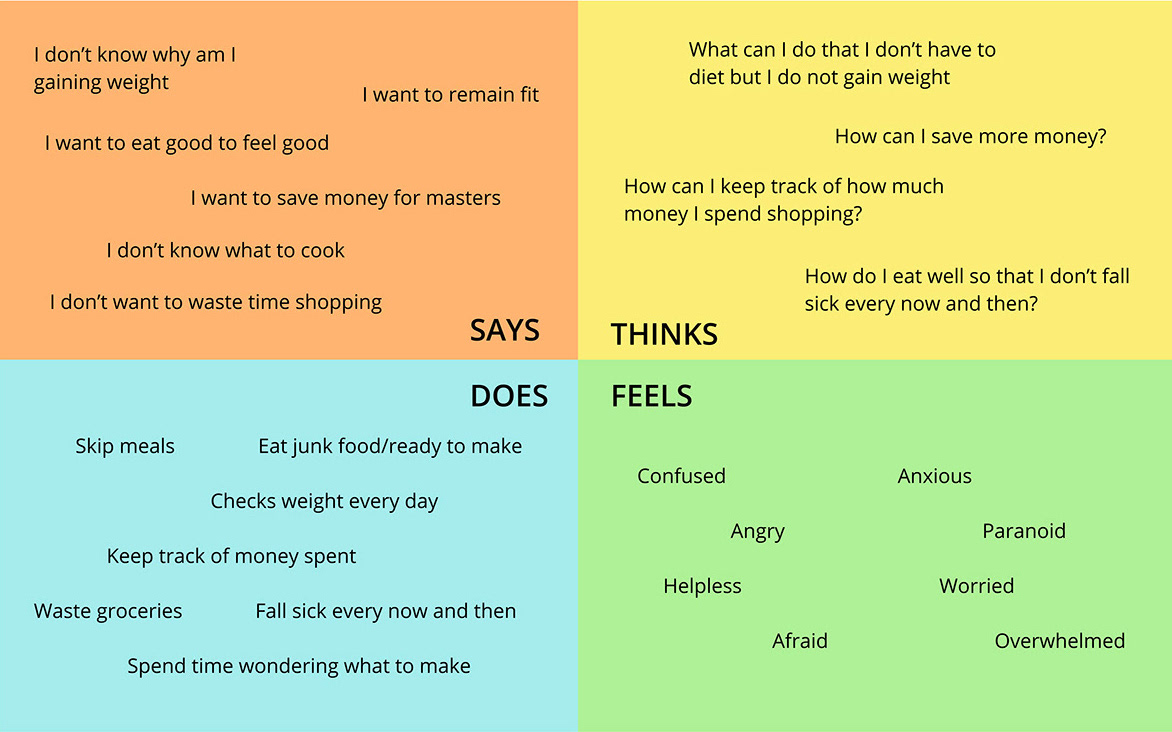 I don't know why am I
gaining weight
I want to remain fit
I want to eat good to feel good
I want to save money for masters
I don't know what to cook
I don't want to waste time shopping
SAYS
What can I do that I don't have to
diet but I do not gain weight
How can I save more money?
How can I keep track of how much
money I spend shopping?
How do I eat well so that I don't fall
sick every now and then?
THINKS
DOES
Skip meals
Eat junk food/ready to make
Checks weight every day
Keep track of money spent
Waste groceries
Fall sick every now and then
Spend time wondering what to make
FEELS
Confused
Anxious
Angry
Paranoid
Helpless
Worried
Afraid
Overwhelmed